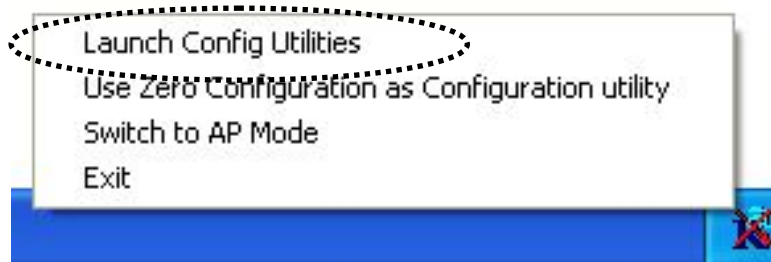 Launch Config Utilities
Use Zero Configuration as Configuration utility
Switch to AP Mode
Exit